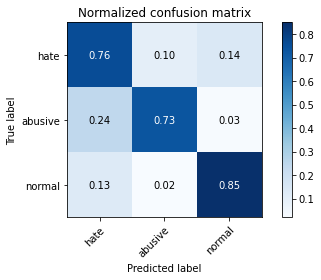 Normalized confusion matrix
True label
hate 0.76 0.10 0.14
abusive 0.24 0.73 0.03
normal 0.13 0.02 0.85
hate abusive normal
Predicted label
0.8
0.7
0.6
0.5
0.4
0.3
0.2
0.1